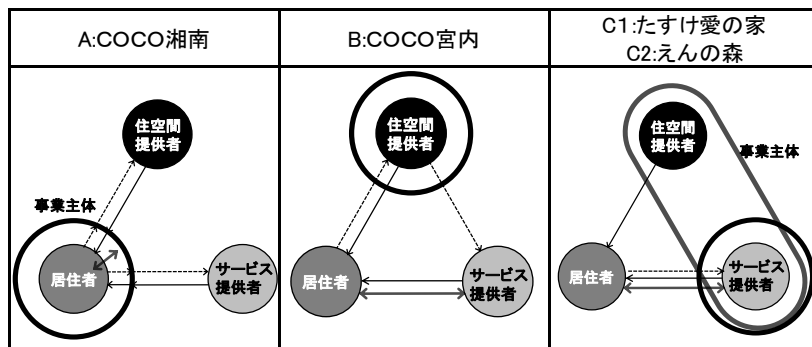 A:COCO湘南
B:COCO宮内
C1:たすけ愛の家
C2:えんの森
住空間
提供者
事業主体
居住者
サービス
提供者
住空間
提供者
居住者
サービス
提供者
住空間
提供者
事業主体
居住者
サービス
提供者